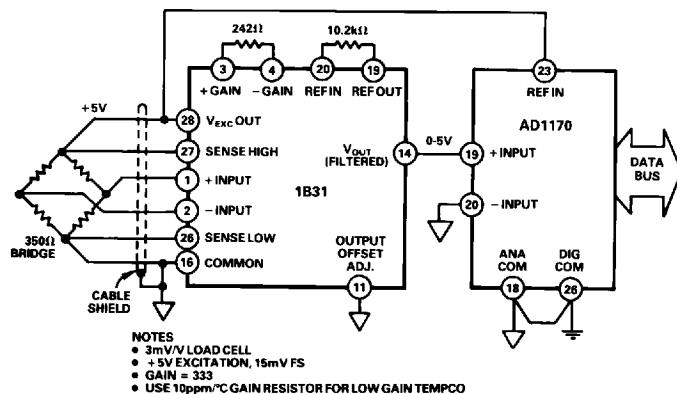 242Ω
10.2kΩ
3
4
20
19
23
+GAIN
−GAIN
REF IN
REF OUT
REF IN
+5V
28
VEXC OUT
AD1170
27
SENSE HIGH
VOUT
(FILTERED)
14
0-5V
19
+INPUT
DATA
BUS
1
+INPUT
1B31
2
−INPUT
20
−INPUT
350Ω
BRIDGE
26
SENSE LOW
16
COMMON
OUTPUT
OFFSET
ADJ.
ANA
COM
DIG
COM
CABLE
SHIELD
11
18
26
NOTES
● 3mV/V LOAD CELL
● +5V EXCITATION, 15mV FS
● GAIN = 333
● USE 10ppm/°C GAIN RESISTOR FOR LOW GAIN TEMPCO